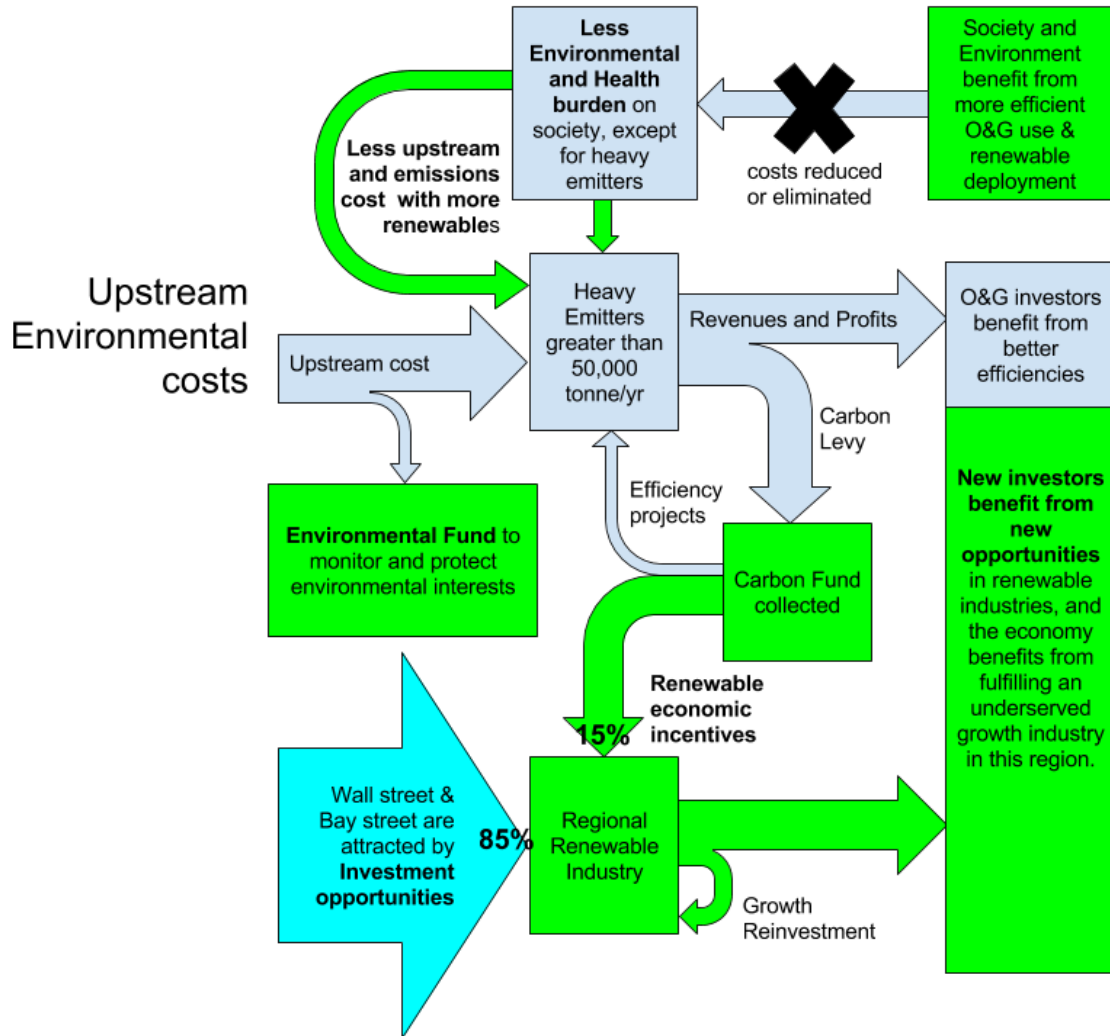 Less
Environmental
and Health
burden on
society, except
for heavy
emitters
Society and
Environment
benefit from
more efficient
O&G use &
renewable
deployment
costs reduced
or eliminated
Less upstream
and emissions
cost with more
renewables
Upstream
Environmental
costs
Upstream cost
Heavy
Emitters
greater than
50,000
tonne/yr
Revenues and Profits
O&G investors
benefit from
better
efficiencies
Carbon
Levy
Efficiency
projects
Environmental Fund to
monitor and protect
environmental interests
Carbon Fund
collected
New investors
benefit from
new
opportunities
in renewable
industries, and
the economy
benefits from
fulfilling an
underserved
growth industry
in this region.
Renewable
economic
incentives
15%
Wall street &
Bay street are
attracted by
Investment
opportunities
85%
Regional
Renewable
Industry
Growth
Reinvestment